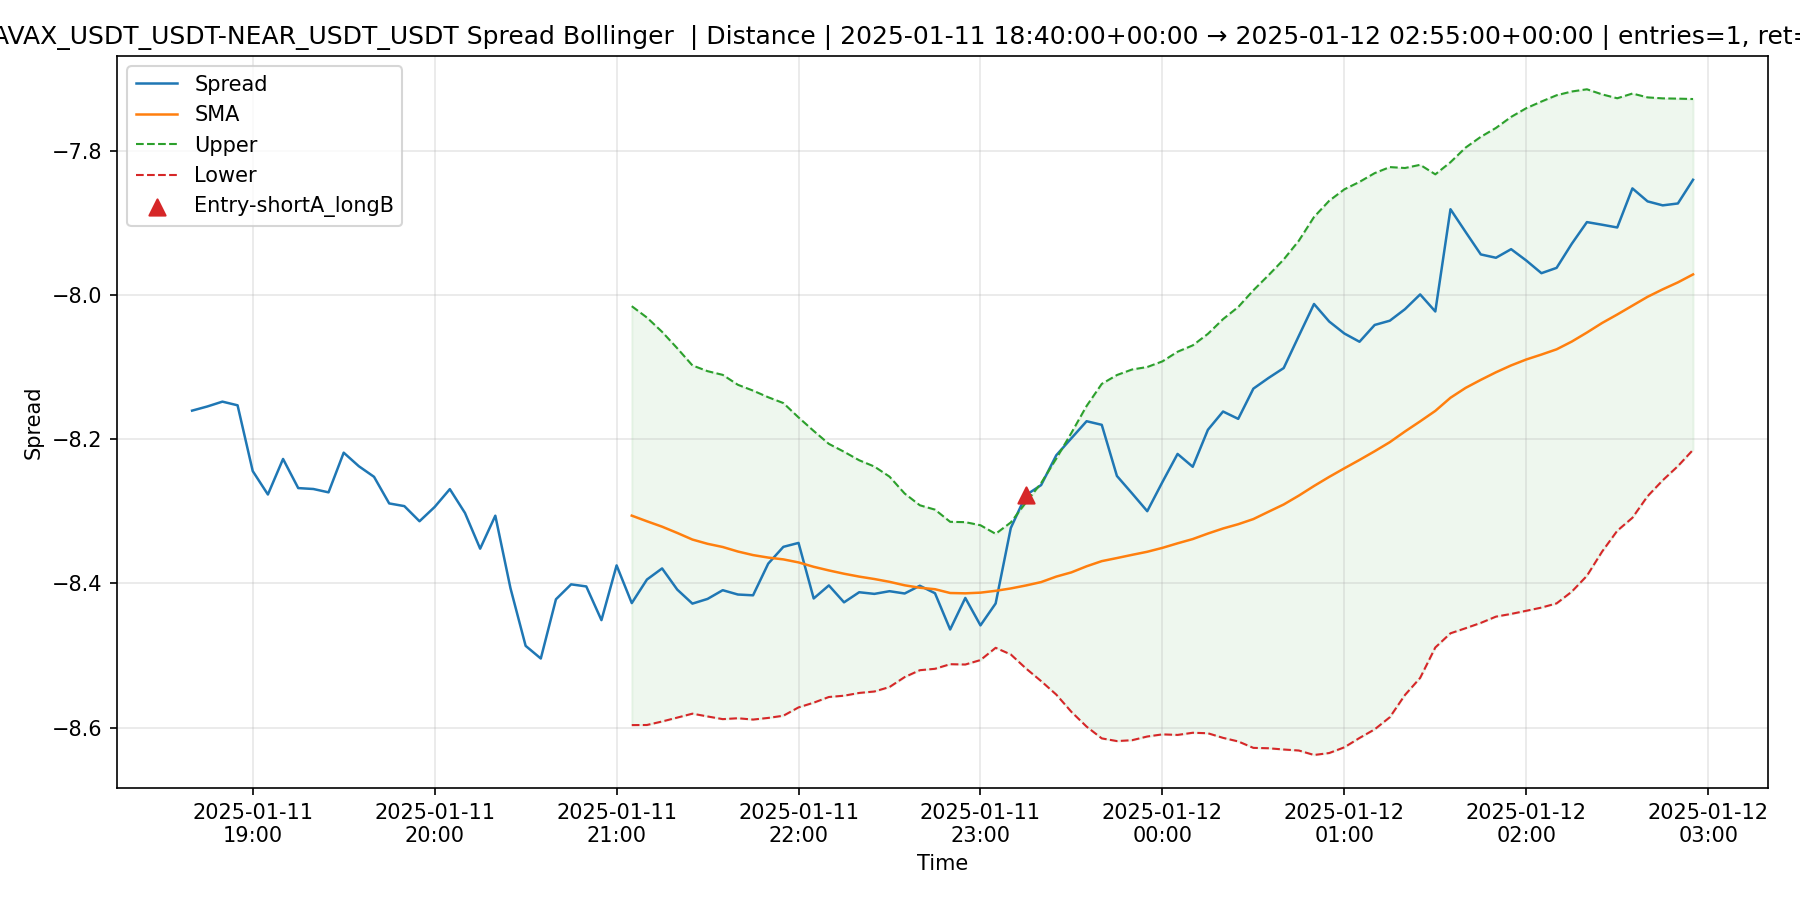 AVAX_USDT_USDT-NEAR_USDT_USDT Spread Bollinger | Distance | 2025-01-11 18:40:00+00:00 → 2025-01-12 02:55:00+00:00 | entries=1, ret=
Spread
SMA
Upper
Lower
Entry-shortA_longB
−7.8
−8.0
−8.2
−8.4
−8.6
Spread
2025-01-11 2025-01-11 2025-01-11 2025-01-11 2025-01-11 2025-01-12 2025-01-12 2025-01-12 2025-01-12
19:00 20:00 21:00 22:00 23:00 00:00 01:00 02:00 03:00
Time